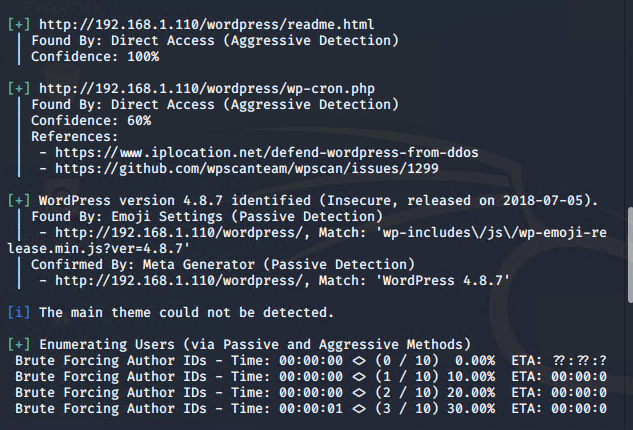 [+] http://192.168.1.110/wordpress/readme.html
| Found By: Direct Access (Aggressive Detection)
| Confidence: 100%
[+] http://192.168.1.110/wordpress/wp-cron.php
| Found By: Direct Access (Aggressive Detection)
| Confidence: 60%
| References:
|  - https://www.iplocation.net/defend-wordpress-from-ddos
|  - https://github.com/wpscanteam/wpscan/issues/1299
[+] WordPress version 4.8.7 identified (Insecure, released on 2018-07-05).
| Found By: Emoji Settings (Passive Detection)
|  - http://192.168.1.110/wordpress/, Match: 'wp-includes\/js\/wp-emoji-re
lease.min.js?ver=4.8.7'
| Confirmed By: Meta Generator (Passive Detection)
|  - http://192.168.1.110/wordpress/, Match: 'WordPress 4.8.7'
[i] The main theme could not be detected.
[+] Enumerating Users (via Passive and Aggressive Methods)
Brute Forcing Author IDs - Time: 00:00:00 <> (0 / 10)  0.00%  ETA: ??:??:?
Brute Forcing Author IDs - Time: 00:00:00 <> (1 / 10) 10.00%  ETA: 00:00:0
Brute Forcing Author IDs - Time: 00:00:00 <> (2 / 10) 20.00%  ETA: 00:00:0
Brute Forcing Author IDs - Time: 00:00:01 <> (3 / 10) 30.00%  ETA: 00:00:0